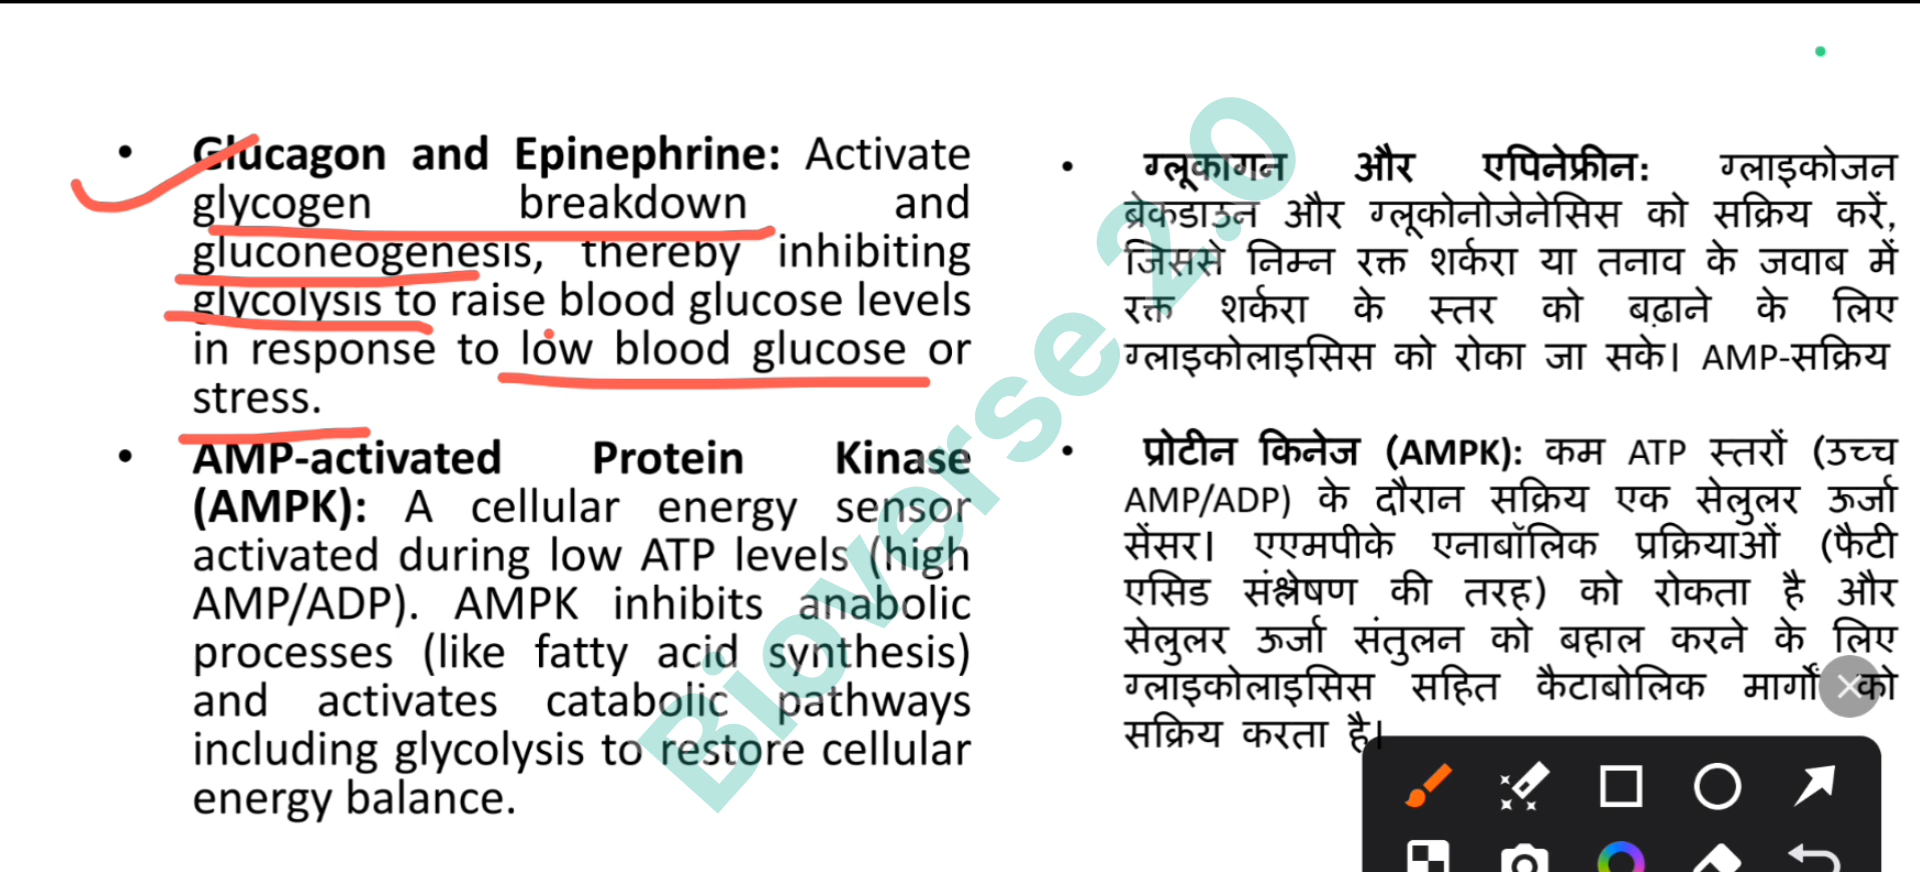 • Glucagon and Epinephrine: Activate
glycogen breakdown and
gluconeogenesis, thereby inhibiting
glycolysis to raise blood glucose levels
in response to low blood glucose or
stress.
• AMP-activated Protein Kinase
(AMPK): A cellular energy sensor
activated during low ATP levels (high
AMP/ADP). AMPK inhibits anabolic
processes (like fatty acid synthesis)
and activates catabolic pathways
including glycolysis to restore cellular
energy balance.
• ग्लूकागन और एपिनेफ्रीन: ग्लाइकोजन
ब्रेकडाउन और ग्लूकोनोजेनेसिस को सक्रिय करें,
जिससे निम्न रक्त शर्करा या तनाव के जवाब में
रक्त शर्करा के स्तर को बढ़ाने के लिए
ग्लाइकोलाइसिस को रोका जा सके। AMP-सक्रिय
• प्रोटीन किनेज (AMPK): कम ATP स्तरों (उच्च
AMP/ADP) के दौरान सक्रिय एक सेलुलर ऊर्जा
सेंसर। एएमपीके एनाबॉलिक प्रक्रियाओं (फैटी
एसिड संश्लेषण की तरह) को रोकता है और
सेलुलर ऊर्जा संतुलन को बहाल करने के लिए
ग्लाइकोलाइसिस सहित कैटाबोलिक मार्गों को
सक्रिय करता है।
Bioverse 2.0